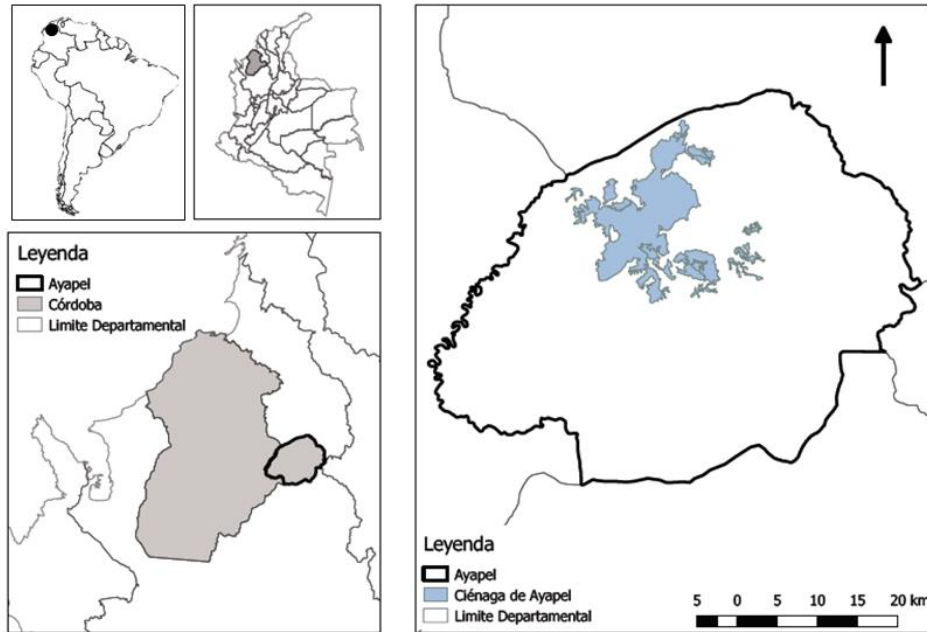 Leyenda
Ayapel
Córdoba
Limite Departamental
Leyenda
Ayapel
Ciénaga de Ayapel
Limite Departamental
5 0 5 10 15 20 km